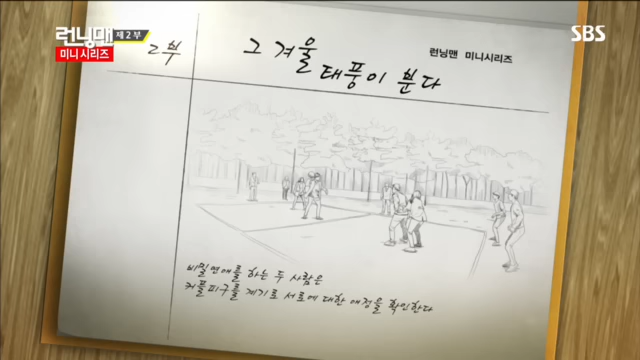 런닝맨 제2부
미니시리즈
SBS
2부
그 겨울
태풍이 분다
런닝맨 미니시리즈
비밀연애를 하는 두 사람은
커플피구를 계기로 서로에 대한 애정을 확인한다